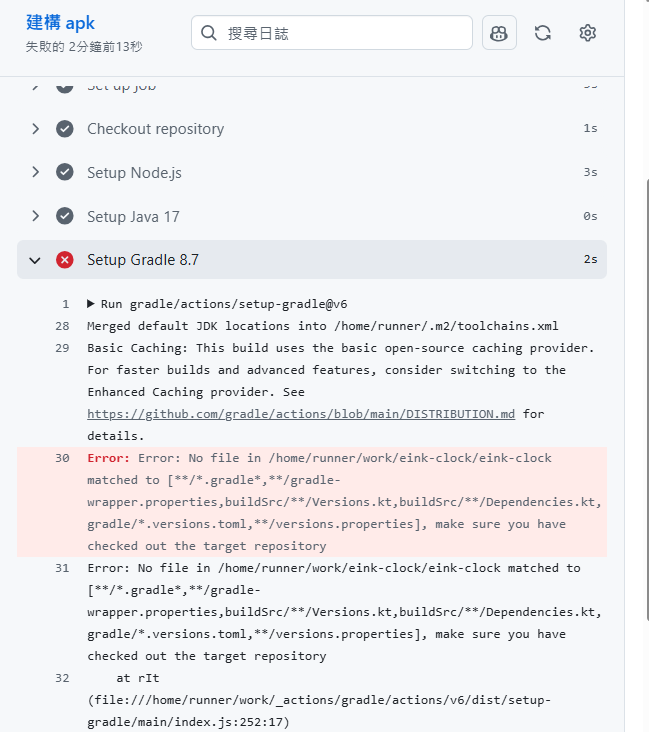 建構 apk
失敗的 2分鐘前13秒
搜尋日誌
Set up Job
Checkout repository 1s
Setup Node.js 3s
Setup Java 17 0s
Setup Gradle 8.7 2s
1 Run gradle/actions/setup-gradle@v6
28 Merged default JDK locations into /home/runner/.m2/toolchains.xml
29 Basic Caching: This build uses the basic open-source caching provider.
For faster builds and advanced features, consider switching to the
Enhanced Caching provider. See
https://github.com/gradle/actions/blob/main/DISTRIBUTION.md for
details.
30 Error: Error: No file in /home/runner/work/eink-clock/eink-clock
matched to [**/*.gradle*,**/gradle-
wrapper.properties,buildSrc/**/Versions.kt,buildSrc/**/Dependencies.kt,
gradle/*.versions.toml,**/versions.properties], make sure you have
checked out the target repository
31 Error: No file in /home/runner/work/eink-clock/eink-clock matched to
[**/*.gradle*,**/gradle-
wrapper.properties,buildSrc/**/Versions.kt,buildSrc/**/Dependencies.kt,
gradle/*.versions.toml,**/versions.properties], make sure you have
checked out the target repository
32 at rIt
(file:///home/runner/work/_actions/gradle/actions/v6/dist/setup-
gradle/main/index.js:252:17)